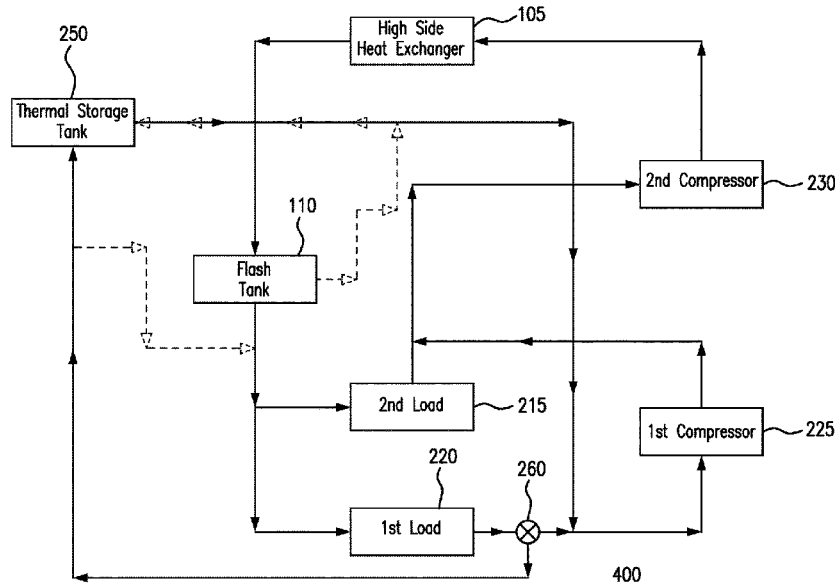 High Side
Heat Exchanger
105
250
Thermal Storage
Tank
2nd Compressor
230
110
Flash
Tank
2nd Load
215
1st Compressor
225
220
260
1st Load
400